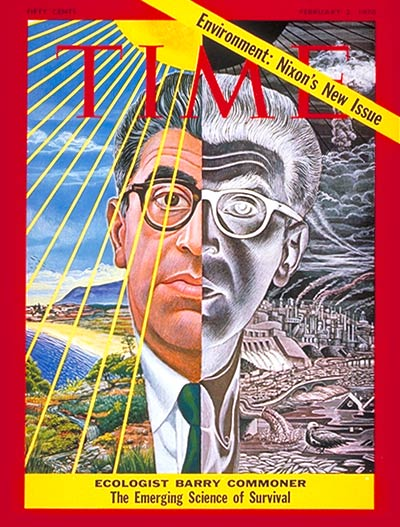 FIFTY CENTS
FEBRUARY 2, 1970
Environment: Nixon's New Issue
TIME
ECOLOGIST BARRY COMMONER
The Emerging Science of Survival